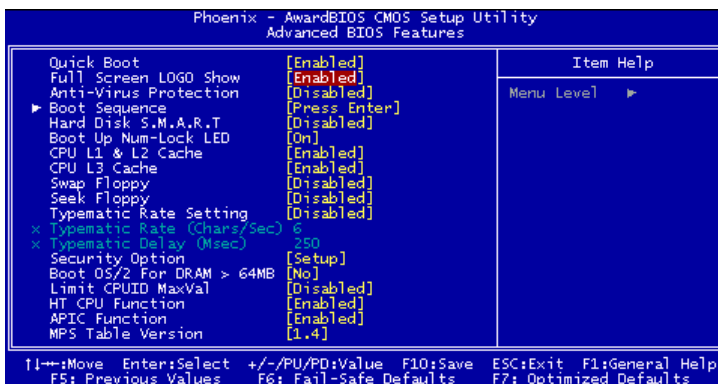 Phoenix - AwardBIOS CMOS Setup Utility
Advanced BIOS Features
Quick Boot [Enabled]
Full Screen LOGO Show [Enabled]
Anti-Virus Protection [Disabled]
► Boot Sequence [Press Enter]
Hard Disk S.M.A.R.T [Disabled]
Boot Up Num-Lock LED [On]
CPU L1 & L2 Cache [Enabled]
CPU L3 Cache [Enabled]
Swap Floppy [Disabled]
Seek Floppy [Disabled]
Typematic Rate Setting [Disabled]
x Typematic Rate (Chars/Sec) 6
x Typematic Delay (Msec) 250
Security Option [Setup]
Boot OS/2 For DRAM > 64MB [No]
Limit CPUID MaxVal [Disabled]
HT CPU Function [Enabled]
APIC Function [Enabled]
MPS Table Version [1.4]
Item Help
Menu Level ►
↑↓→←:Move Enter:Select +/-/PU/PD:Value F10:Save ESC:Exit F1:General Help
F5: Previous Values F6: Fail-Safe Defaults F7: Optimized Defaults